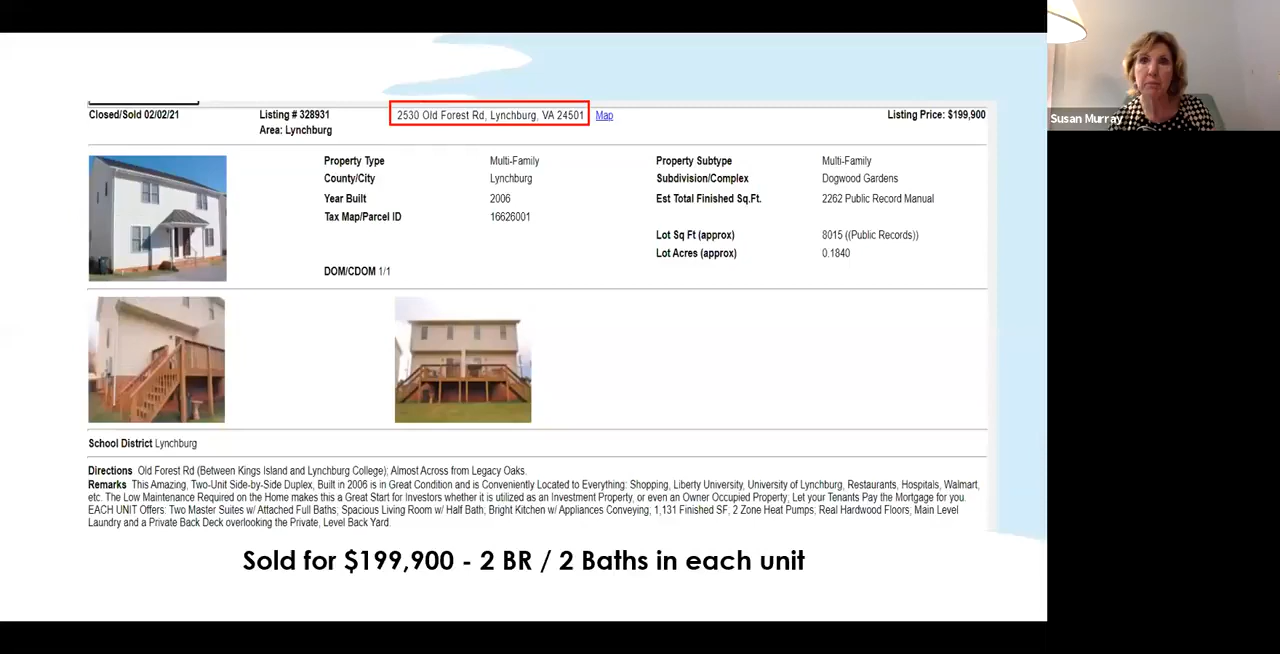 Closed/Sold 02/02/21 Listing # 328931 2530 Old Forest Rd, Lynchburg, VA 24501 Map Listing Price: $199,900
Area: Lynchburg
Susan Murray
Property Type Multi-Family Property Subtype Multi-Family
County/City Lynchburg Subdivision/Complex Dogwood Gardens
Year Built 2006 Est Total Finished Sq.Ft. 2262 Public Record Manual
Tax Map/Parcel ID 16626001
Lot Sq Ft (approx) 8015 ((Public Records))
Lot Acres (approx) 0.1840
DOM/CDOM 1/1
School District Lynchburg
Directions Old Forest Rd (Between Kings Island and Lynchburg College); Almost Across from Legacy Oaks.
Remarks This Amazing, Two-Unit Side-by-Side Duplex, Built in 2006 is in Great Condition and is Conveniently Located to Everything: Shopping, Liberty University, University of Lynchburg, Restaurants, Hospitals, Walmart,
etc. The Low Maintenance Required on the Home makes this a Great Start for Investors whether it is utilized as an Investment Property, or even an Owner Occupied Property, Let your Tenants Pay the Mortgage for you.
EACH UNIT Offers: Two Master Suites w/ Attached Full Baths, Spacious Living Room w/ Half Bath, Bright Kitchen w/ Appliances Conveying; 1,131 Finished SF, 2 Zone Heat Pumps; Real Hardwood Floors; Main Level
Laundry and a Private Back Deck overlooking the Private, Level Back Yard.
Sold for $199,900 - 2 BR / 2 Baths in each unit